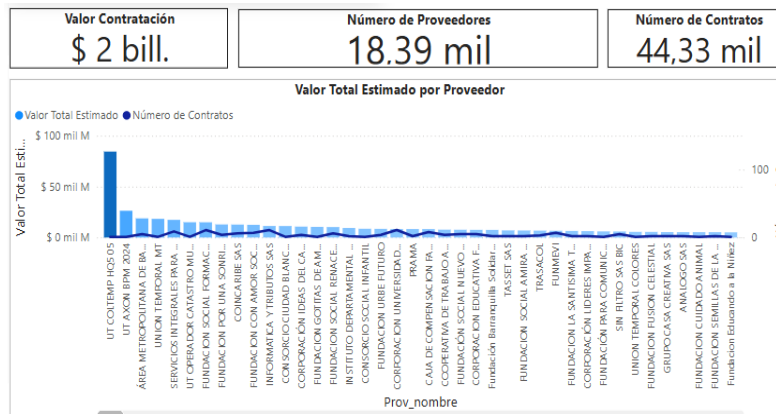 Valor Contratación
$ 2 bill.
Número de Proveedores
18,39 mil
Número de Contratos
44,33 mil
Valor Total Estimado por Proveedor
Valor Total Estimado
Número de Contratos
Valor Total Esti...
$ 100 mil M
$ 50 mil M
$ 0 mil M
100
0
UT COLTEMP HQS 05
UT AXON BPM 2024
ÁREA METROPOLITANA DE BA...
UNION TEMPORAL MT
SERVICIOS INTEGRALES PARA ...
UT OPERADOR CATASTRO MU...
FUNDACION SOCIAL FORMAC...
FUNDACION POR UNA SONRI...
COINCARIBE SAS
FUNDACION CON AMOR SOC...
INFORMATICA Y TRIBUTOS SAS
CONSORCIO CIUDAD BLANC...
CORPORACIÓN IDEAS DEL CA...
FUNDACION GOTITAS DE AM...
FUNDACION SOCIAL RENACE...
INSTITUTO DEPARTAMENTAL ...
CONSORCIO SOCIAL INFANTIL
FUNDACION URBE FUTURO
CORPORACION UNIVERSIDAD...
PRAMA
CAJA DE COMPENSACION FA...
COOPERATIVA DE TRABAJO A...
FUNDACIÓN SOCIAL NUEVO ...
CORPORACION EDUCATIVA F...
Fundación Barranquilla Solidar...
TASSET SAS
FUNDACION SOCIAL AMIRA ...
TRASACOL
FUNMEVI
FUNDACION LA SANTISIMA T...
CORPORACIÓN LIDERES IMPA...
FUNDACIÓN PARA COMUNIC...
SIN FILTRO SAS BIC
UNION TEMPORAL COLORES
FUNDACION FUSION CELESTIAL
GRUPO CASA CREATIVA SAS
ANALOGO SAS
FUNDACION CUIDADO ANIMAL
FUNDACION SEMILLAS DE LA ...
Fundacion Educando a la Niñez
Prov_nombre